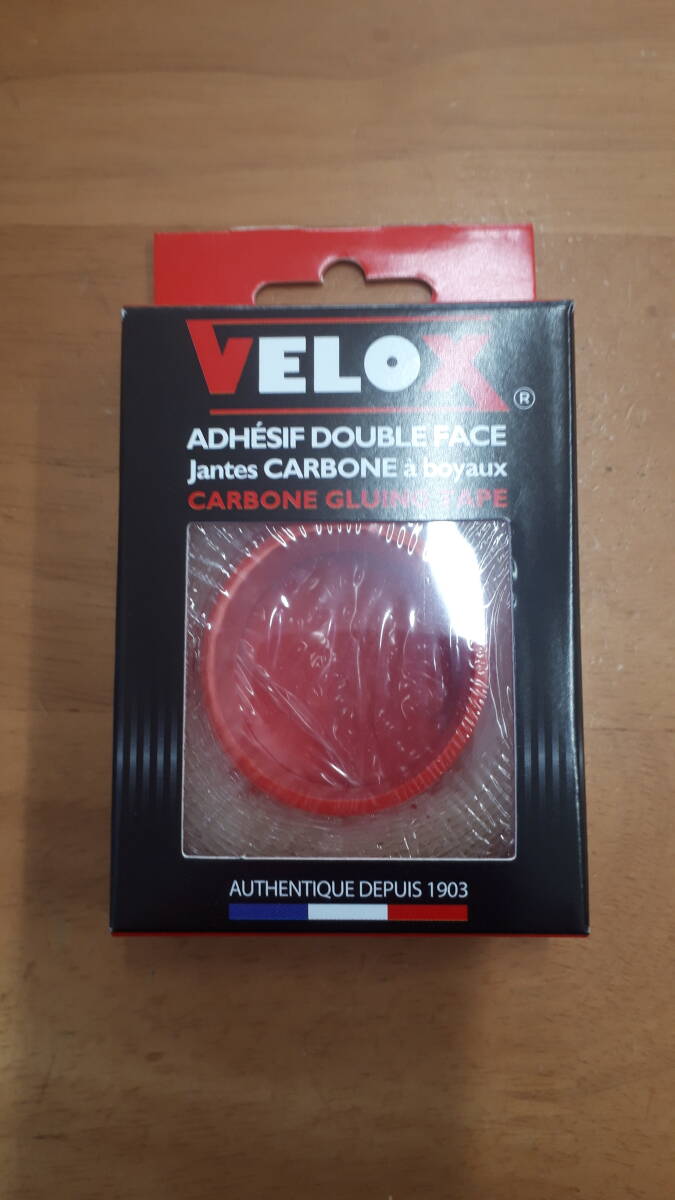 VELOX
®
ADHÉSIF DOUBLE FACE
Jantes CARBONE à boyaux
CARBONE GLUING TAPE
AUTHENTIQUE DEPUIS 1903